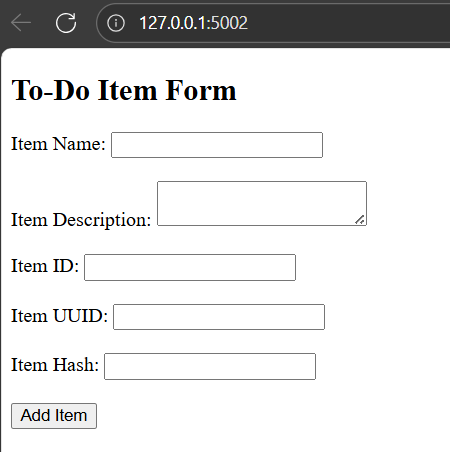 127.0.0.1:5002
To-Do Item Form
Item Name:
Item Description:
Item ID:
Item UUID:
Item Hash:
Add Item